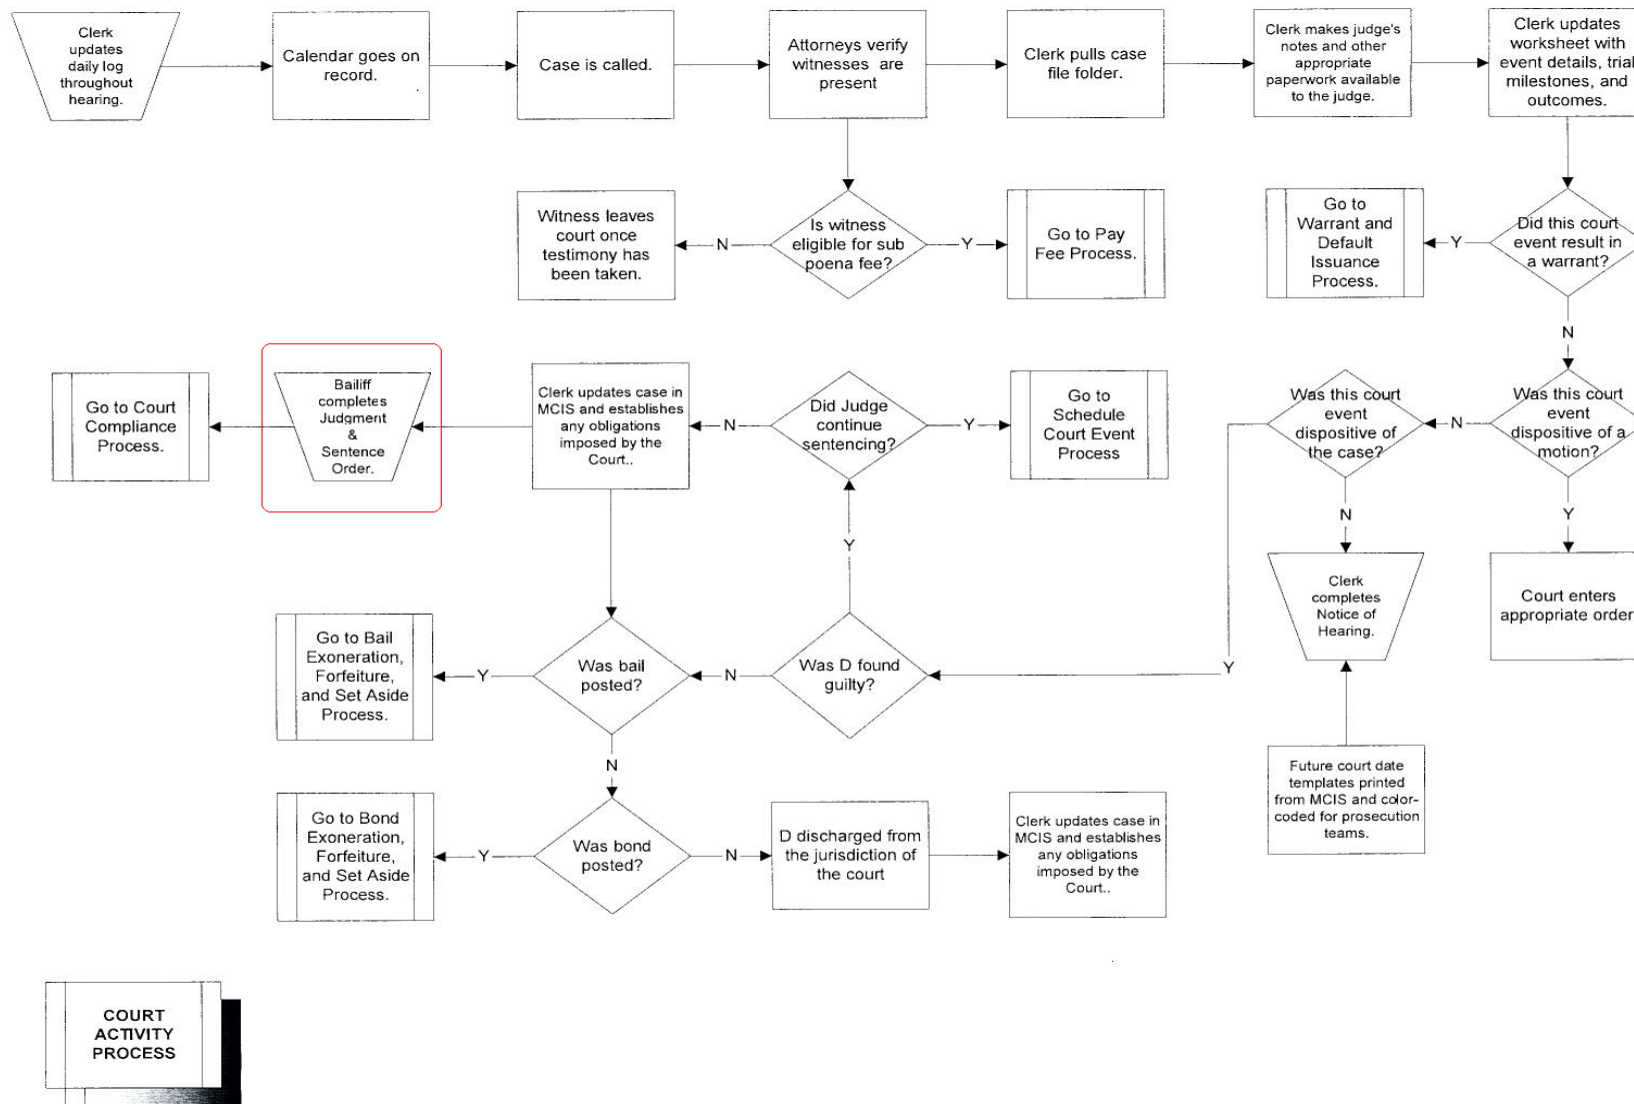 Clerk
updates
daily log
throughout
hearing.
Calendar goes on
record.
Case is called.
Attorneys verify
witnesses are
present
Clerk pulls case
file folder.
Clerk makes judge's
notes and other
appropriate
paperwork available
to the judge.
Clerk updates
worksheet with
event details, trial
milestones, and
outcomes.
Witness leaves
court once
testimony has
been taken.
N
Is witness
eligible for sub
poena fee?
Y
Go to Pay
Fee Process.
Go to
Warrant and
Default
Issuance
Process.
Y
Did this court
event result in
a warrant?
N
Go to Court
Compliance
Process.
Bailiff
completes
Judgment
&
Sentence
Order.
Clerk updates case in
MCIS and establishes
any obligations
imposed by the
Court..
N
Did Judge
continue
sentencing?
Y
Go to
Schedule
Court Event
Process
Was this court
event
dispositive of
the case?
N
Was this court
event
dispositive of a
motion?
Y
N
Y
Clerk
completes
Notice of
Hearing.
Court enters
appropriate order
Go to Bail
Exoneration,
Forfeiture,
and Set Aside
Process.
Y
Was bail
posted?
N
Was D found
guilty?
Y
N
Future court date
templates printed
from MCIS and color-
coded for prosecution
teams.
Go to Bond
Exoneration,
Forfeiture,
and Set Aside
Process.
Y
Was bond
posted?
N
D discharged from
the jurisdiction of
the court
Clerk updates case in
MCIS and establishes
any obligations
imposed by the
Court..
COURT
ACTIVITY
PROCESS